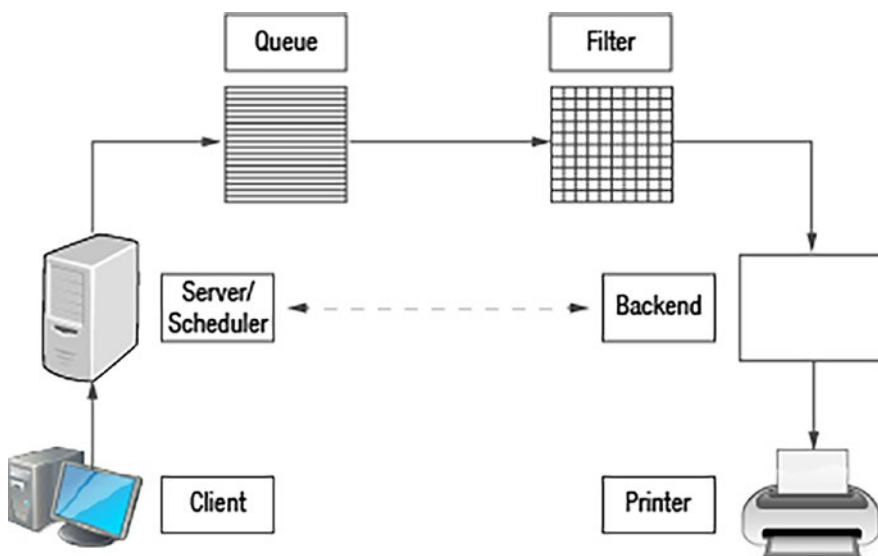 Queue
Filter
Server/
Scheduler
Backend
Client
Printer